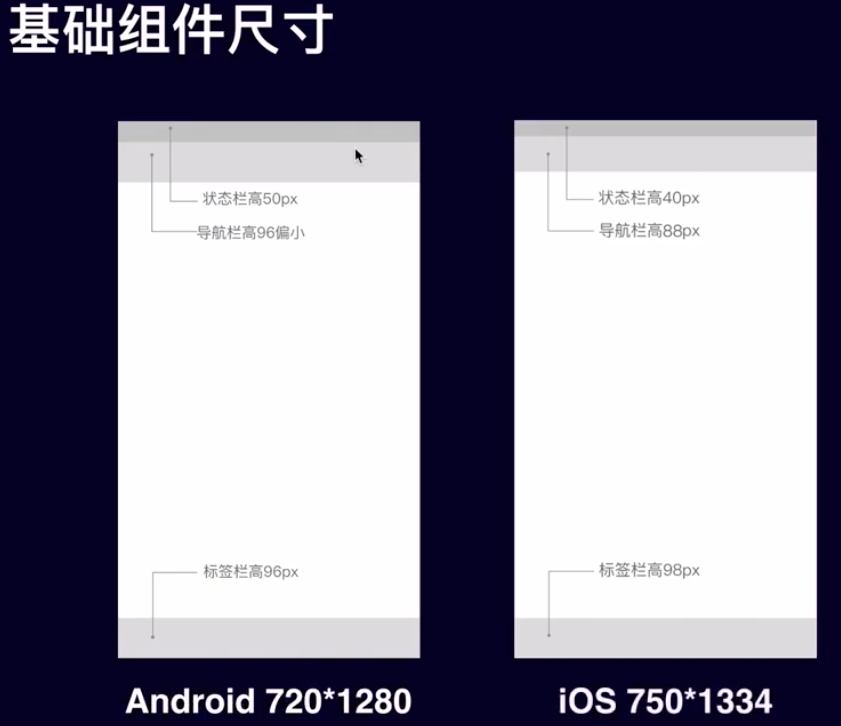 基础组件尺寸
状态栏高50px
导航栏高96偏小
标签栏高96px
Android 720*1280
状态栏高40px
导航栏高88px
标签栏高98px
iOS 750*1334